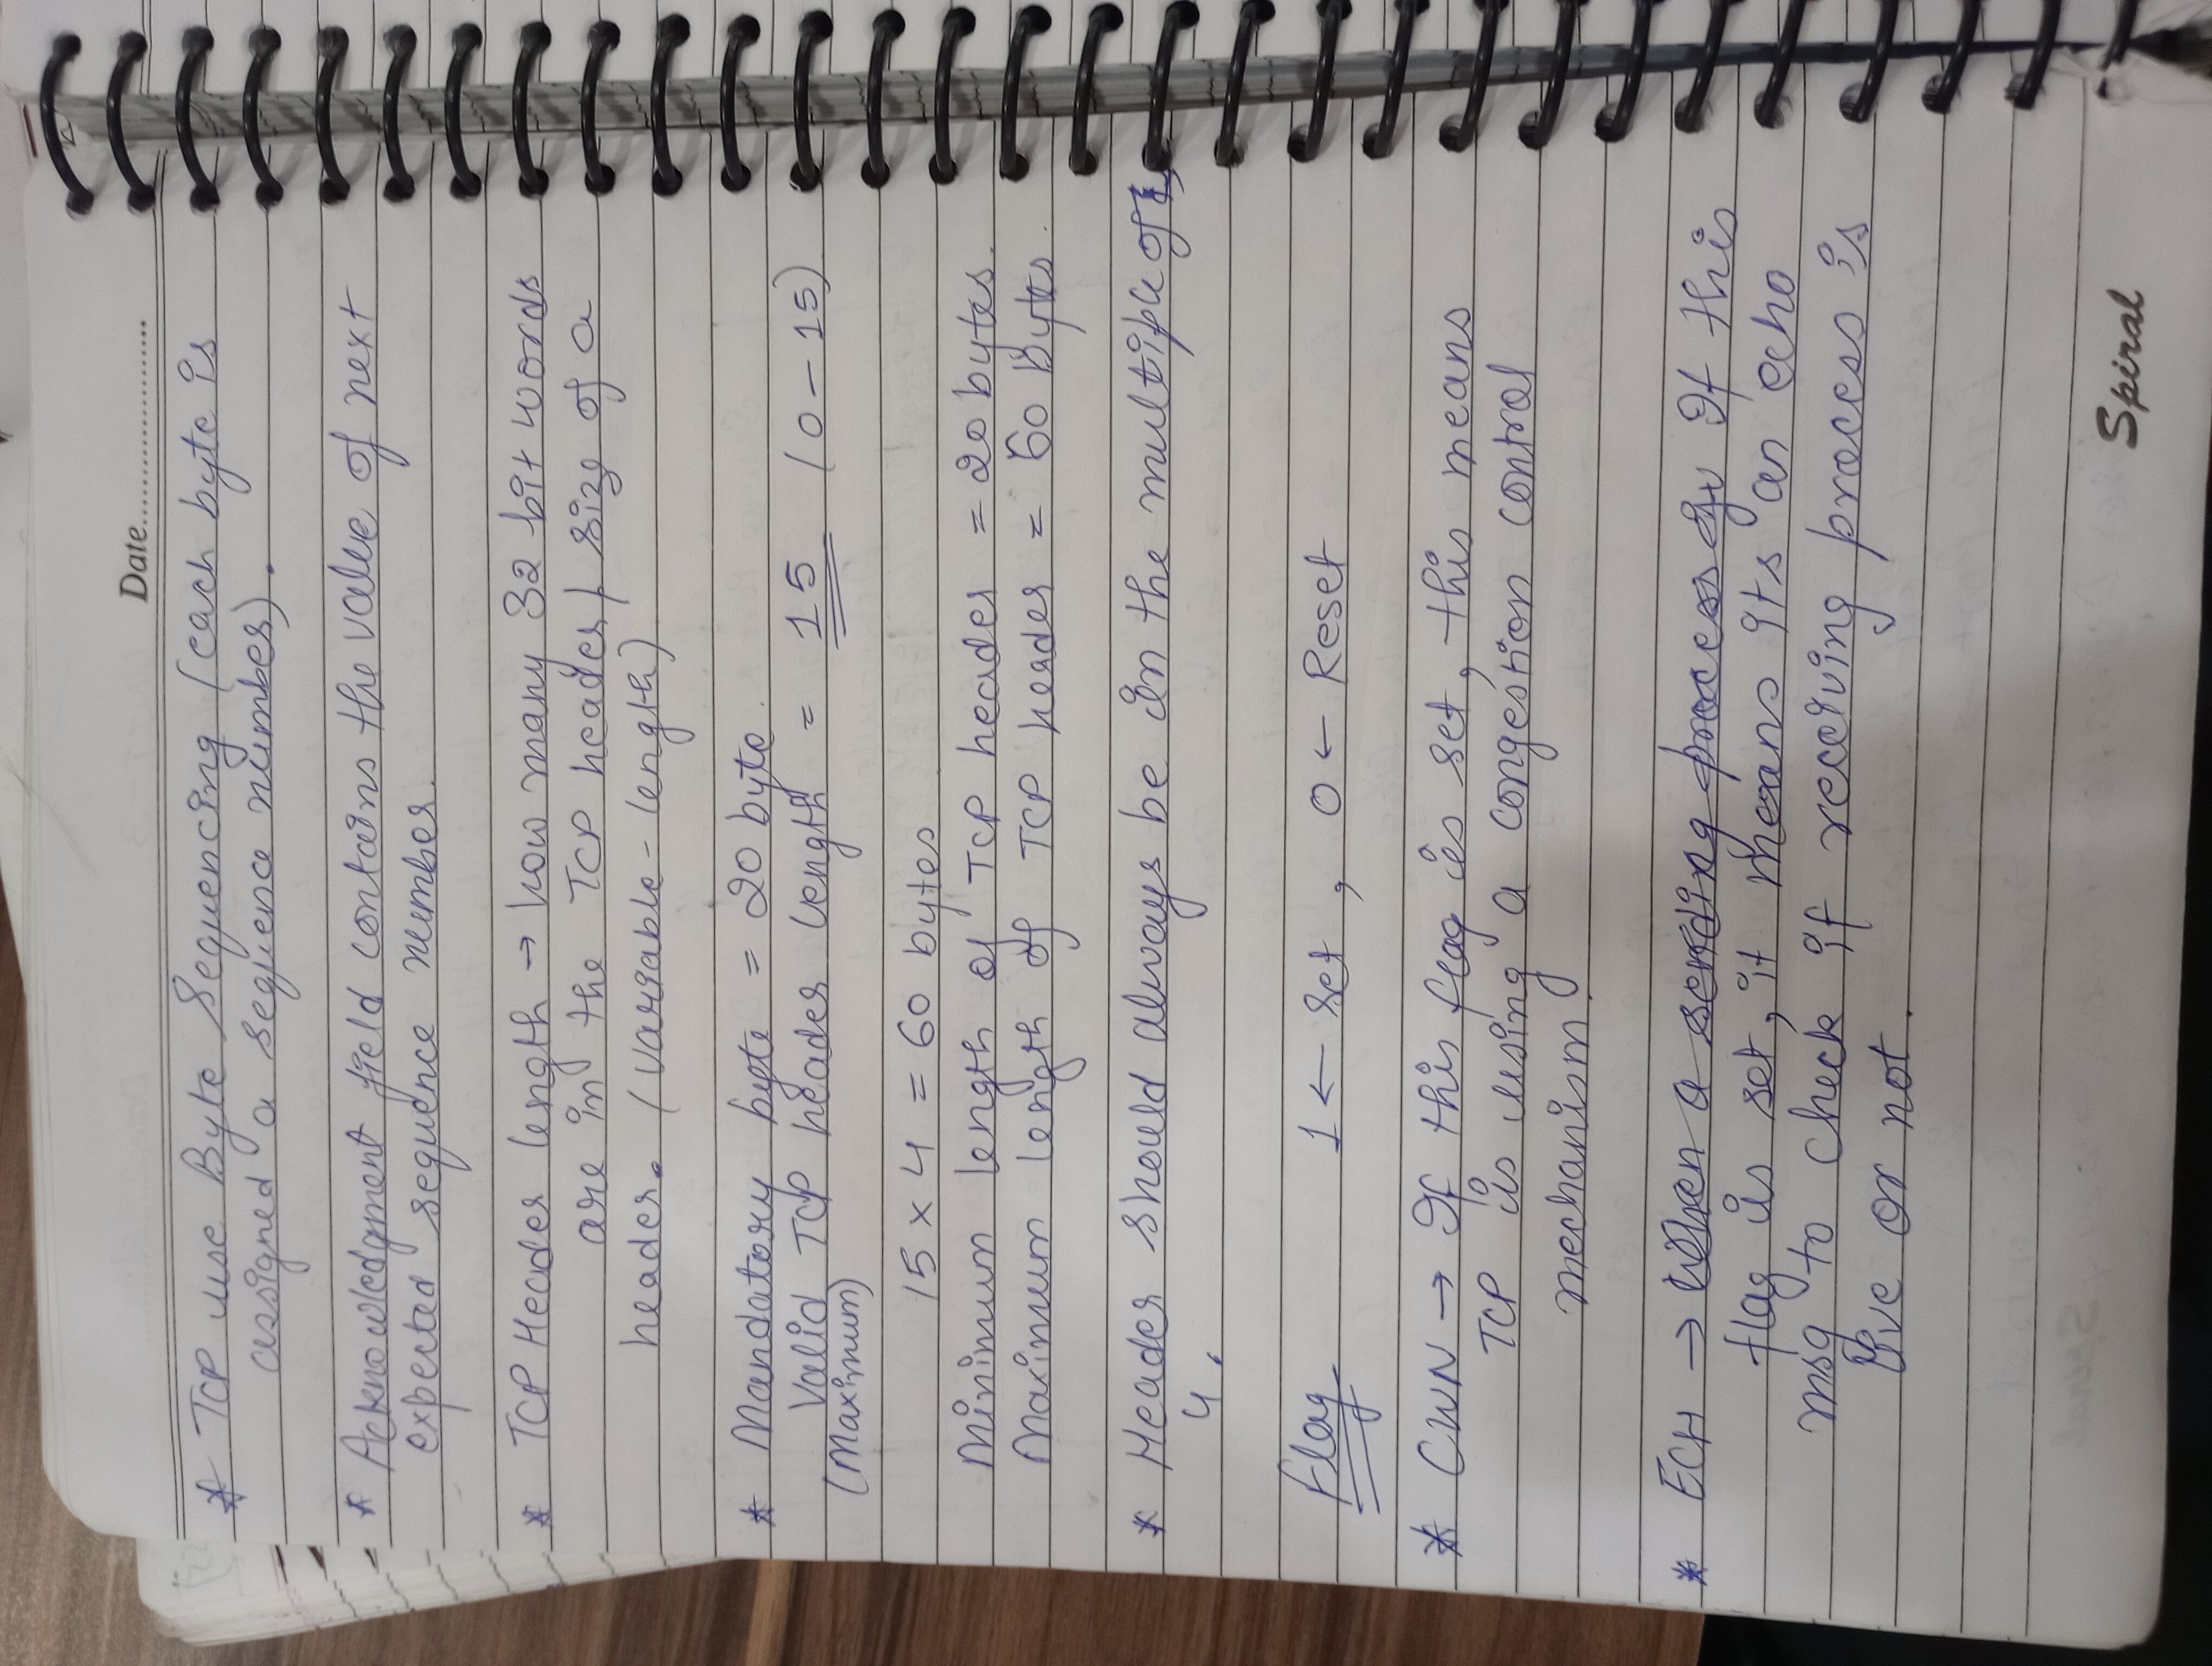 Date......................
* TCP use Byte Sequencing (each byte is
assigned a sequence number).
* Acknowledgment field contains the value of next
expected sequence number.
* TCP Header length → how many 32 bit words
are in the TCP header / size of a
header. (variable-length)
* Mandatory byte = 20 byte.
Valid TCP header length = 15 (0-15)
(Maximum)
15 x 4 = 60 bytes
Minimum length of TCP header = 20 bytes.
Maximum length of TCP header = 60 bytes.
* Header should always be in the multiple of
4.
Flag 1 ← Set , 0 ← Reset
* CWN → If this flag is set, this means
TCP is using a congestion control
mechanism.
* ECH → When a sending process If this
flag is set, it means its an echo
msg to check if receiving process is
live or not.
Spiral